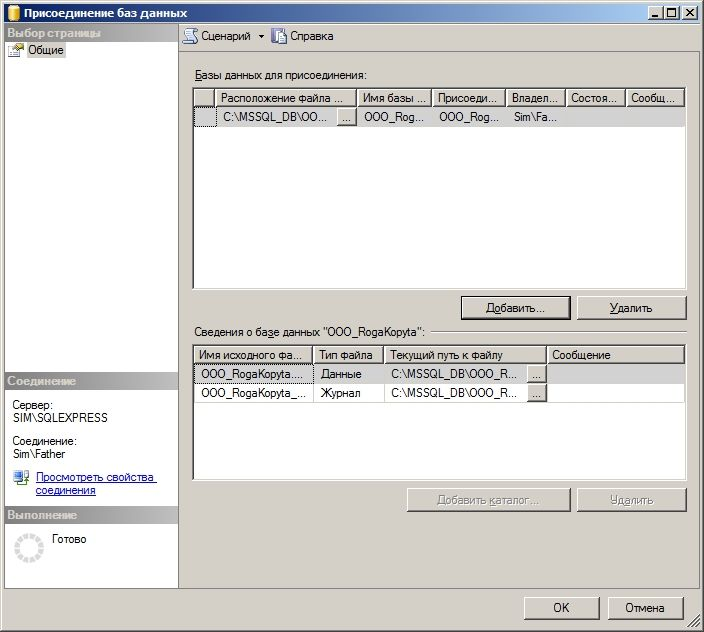 Присоединение баз данных
Выбор страницы
Общие
Сценарий
Справка
Базы данных для присоединения:
Расположение файла ... Имя базы ... Присоеди... Владел... Состоя... Сообщ...
C:\MSSQL_DB\OO... ... OOO_Rog... OOO_Rog... Sim\Fa...
Добавить...
Удалить
Сведения о базе данных "OOO_RogaKopyta":
Имя исходного фа... Тип файла Текущий путь к файлу Сообщение
OOO_RogaKopyta.... Данные C:\MSSQL_DB\OOO_R... ...
OOO_RogaKopyta_... Журнал C:\MSSQL_DB\OOO_R... ...
Добавить каталог...
Удалить
Соединение
Сервер:
SIM\SQLEXPRESS
Соединение:
Sim\Father
Просмотреть свойства
соединения
Выполнение
Готово
OK
Отмена